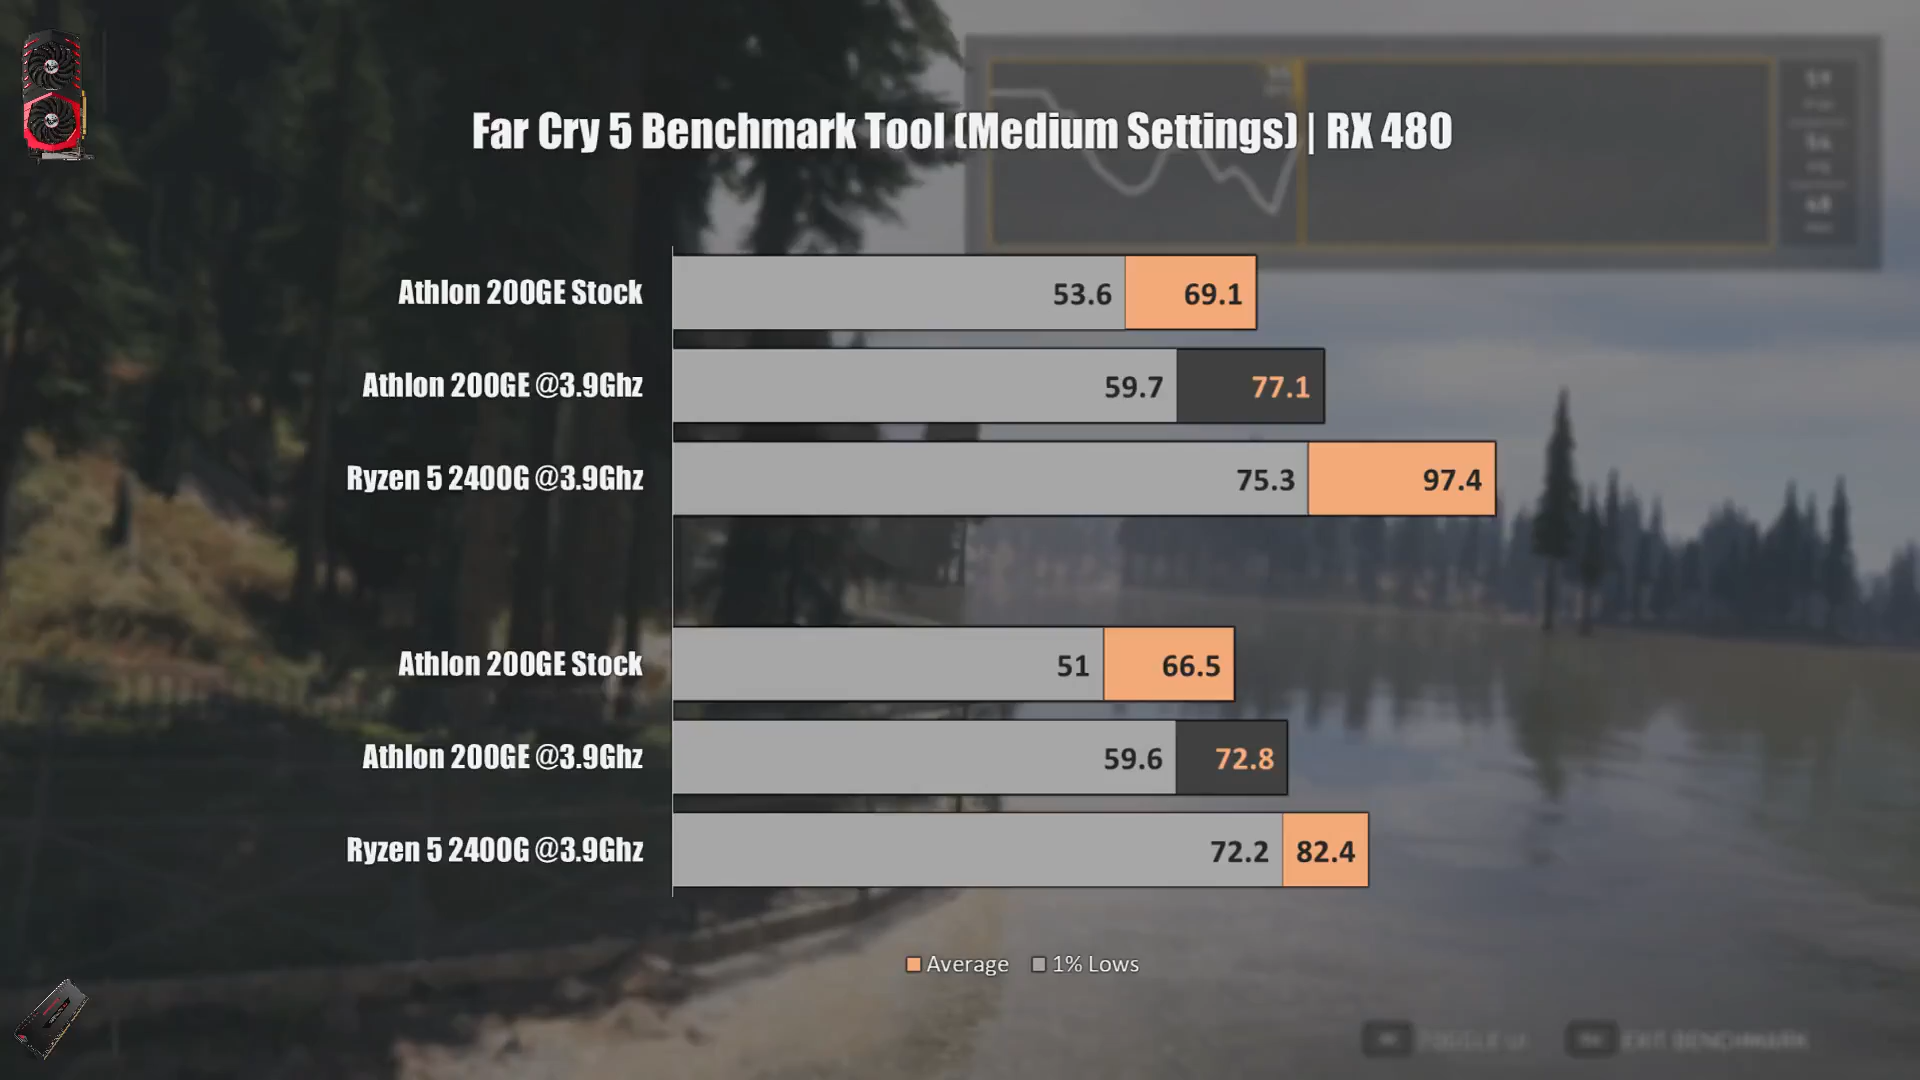 Far Cry 5 Benchmark Tool (Medium Settings) | RX 480
Athlon 200GE Stock 53.6 69.1
Athlon 200GE @3.9Ghz 59.7 77.1
Ryzen 5 2400G @3.9Ghz 75.3 97.4
Athlon 200GE Stock 51 66.5
Athlon 200GE @3.9Ghz 59.6 72.8
Ryzen 5 2400G @3.9Ghz 72.2 82.4
Average 1% Lows
EXIT BENCHMARK